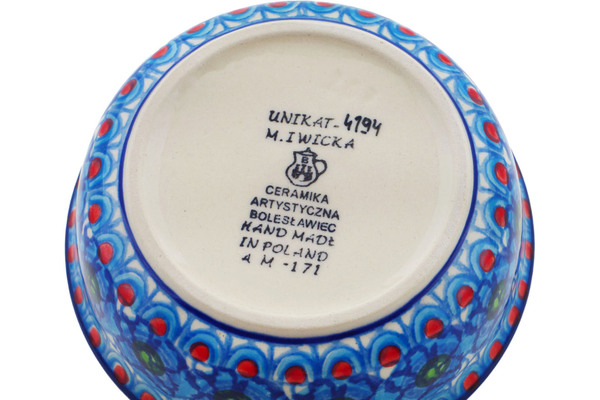 UNIKAT-4194
M.IWICKA
B
CERAMIKA
ARTYSTYCZNA
BOLESŁAWIEC
HAND MADE
IN POLAND
A M -171